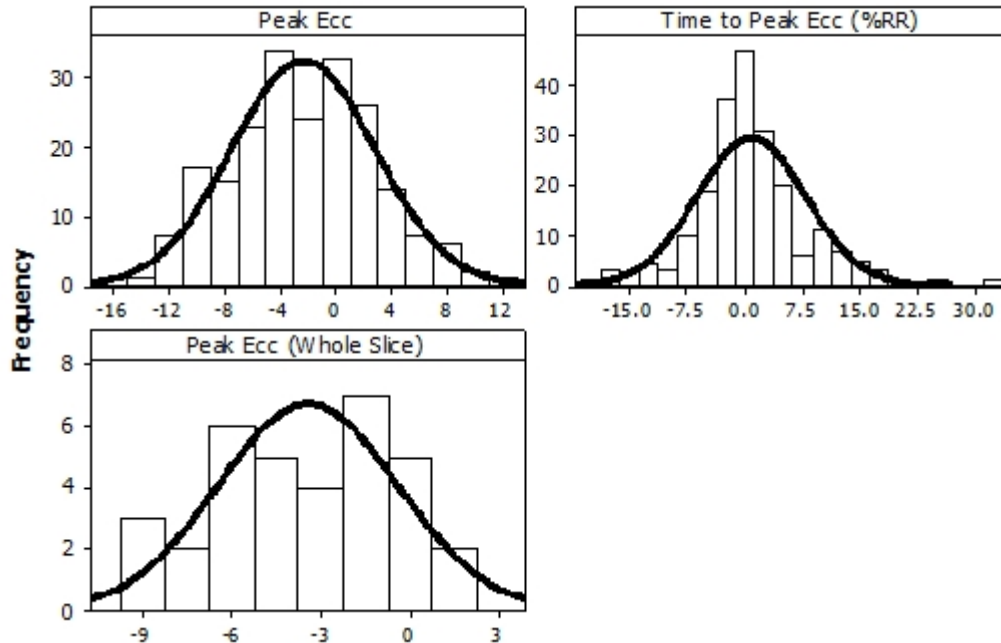 Peak Ecc
Time to Peak Ecc (%RR)
30
20
10
0
-16 -12 -8 -4 0 4 8 12
40
30
20
10
0
-15.0 -7.5 0.0 7.5 15.0 22.5 30.0
Frequency
Peak Ecc (Whole Slice)
8
6
4
2
0
-9 -6 -3 0 3